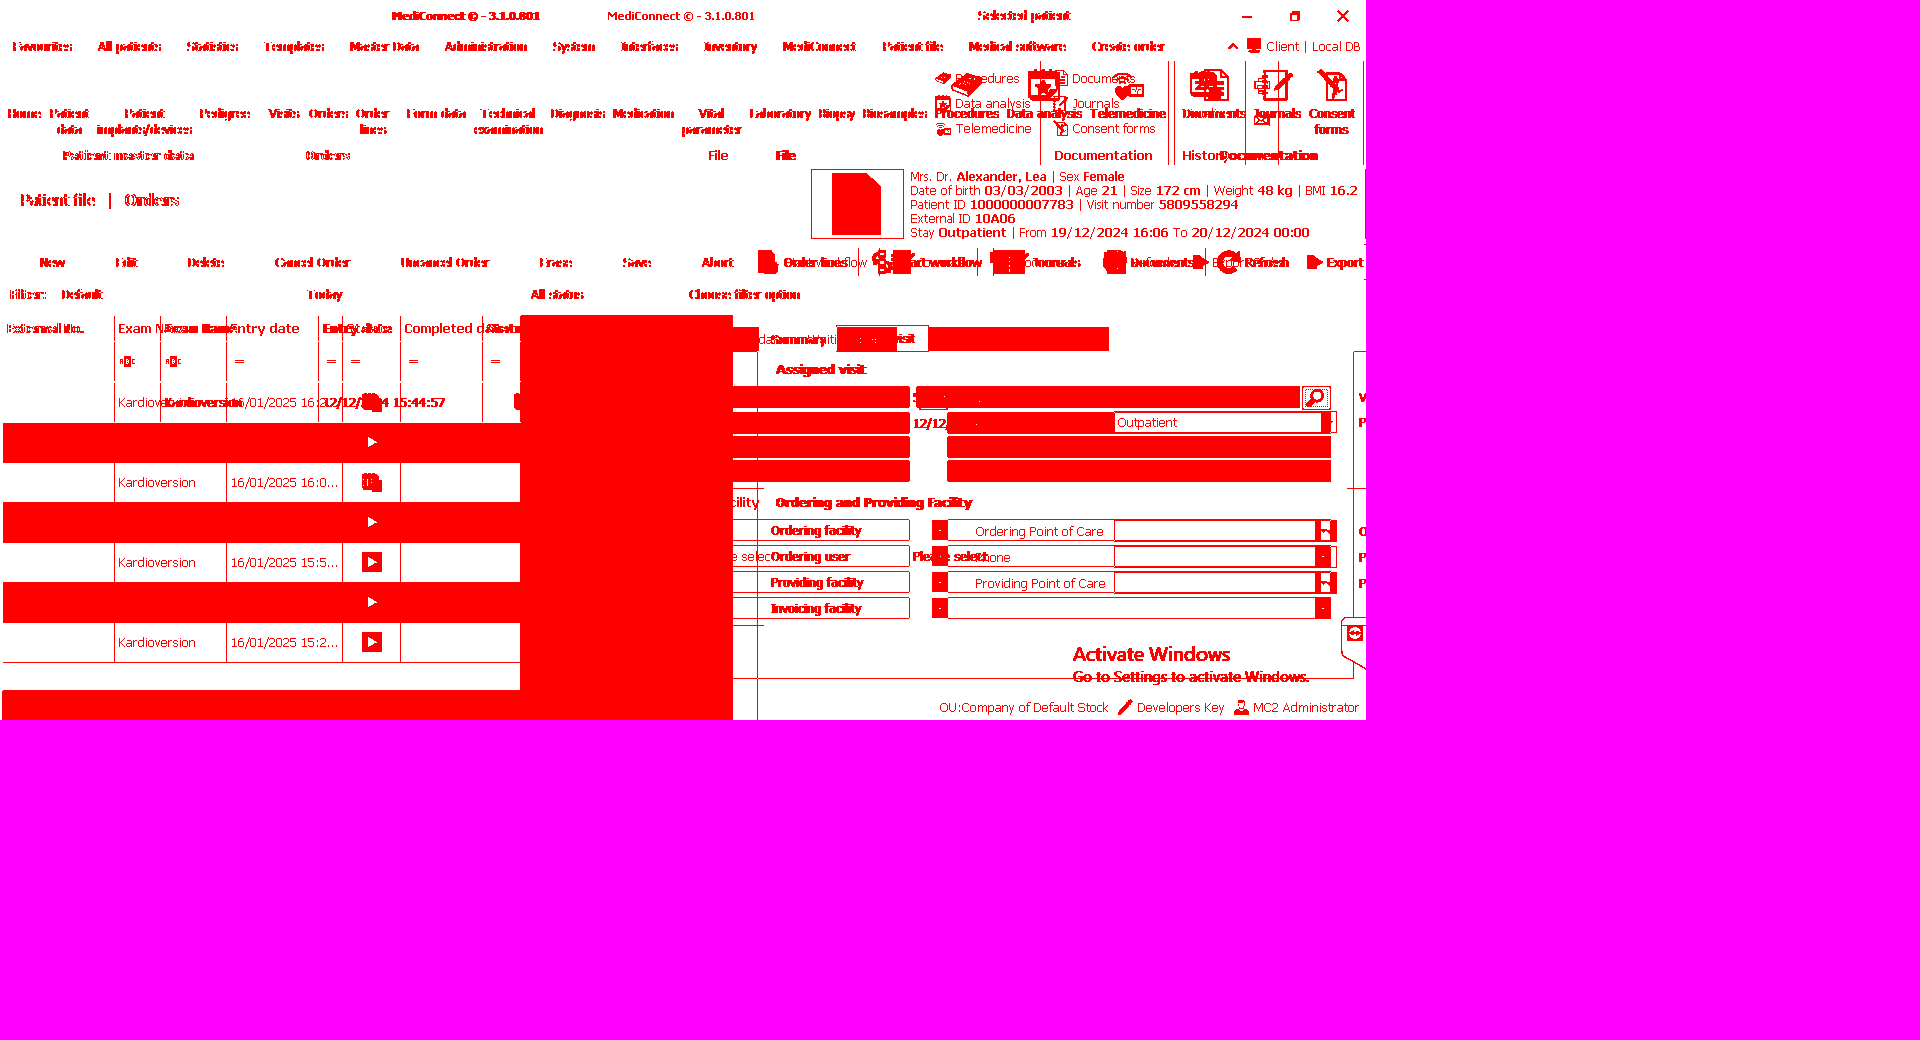 MediConnect © - 3.1.0.801 MediConnect © - 3.1.0.801 Selected patient
Favourites All patients Statistics Templates Master Data Administration System Interfaces Inventory MediConnect Patient file Medical software Create order Client | Local DB
Procedures Documents
Data analysis Journals
Home Patient data Patient implants/devices Pedigree Visits Orders Order lines Form data Technical examination Diagnosis Medication Vital parameter Laboratory Biopsy Biosamples Procedures Data analysis Telemedicine Documents Journals Consent forms
Telemedicine Consent forms
Patient master data Orders File File Documentation History Documentation
Mrs. Dr. Alexander, Lea | Sex Female
Date of birth 03/03/2003 | Age 21 | Size 172 cm | Weight 48 kg | BMI 16.2
Patient file | Orders
Patient ID 1000000007783 | Visit number 5809558294
External ID 10A06
Stay Outpatient | From 19/12/2024 16:06 To 20/12/2024 00:00
New Edit Delete Cancel Order Uncancel Order Erase Save Abort Order lines workflow Journals Documents Refresh Export
Filter: Default Today All status Choose filter option
External No. Exam Name Entry date Entry date Completed
Summary visit
Assigned visit
Kardioversion 16/01/2025 16:2 12/12/ 4 15:44:57
12/12/ Outpatient
Kardioversion 16/01/2025 16:0...
Ordering and Providing Facility
Ordering facility Ordering Point of Care
Ordering user Please select Phone
Kardioversion 16/01/2025 15:5...
Providing facility Providing Point of Care
Invoicing facility
Kardioversion 16/01/2025 15:2...
Activate Windows
Go to Settings to activate Windows.
OU:Company of Default Stock Developers Key MC2 Administrator